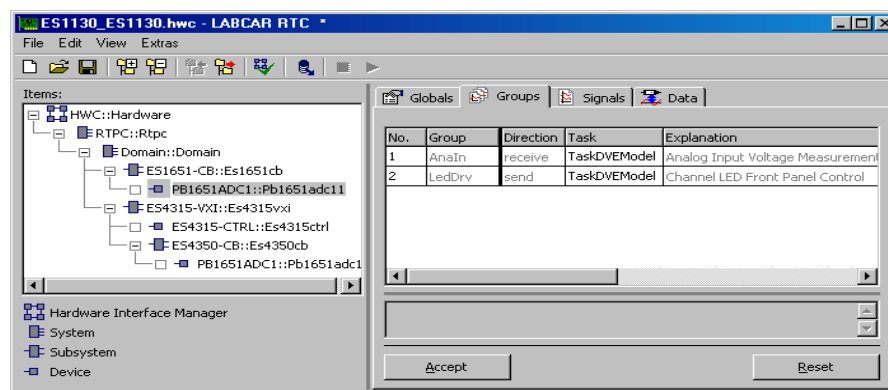 ES1130_ES1130.hwc - LABCAR RTC *
File Edit View Extras
Items:
HWC::Hardware
RTPC::Rtpc
Domain::Domain
ES1651-CB::Es1651cb
PB1651ADC1::Pb1651adc11
ES4315-VXI::Es4315vxi
ES4315-CTRL::Es4315ctrl
ES4350-CB::Es4350cb
PB1651ADC1::Pb1651adc1
Hardware Interface Manager
System
Subsystem
Device
Globals Groups Signals Data
No. Group Direction Task Explanation
1 AnaIn receive TaskDVEModel Analog Input Voltage Measurement
2 LedDrv send TaskDVEModel Channel LED Front Panel Control
Accept Reset